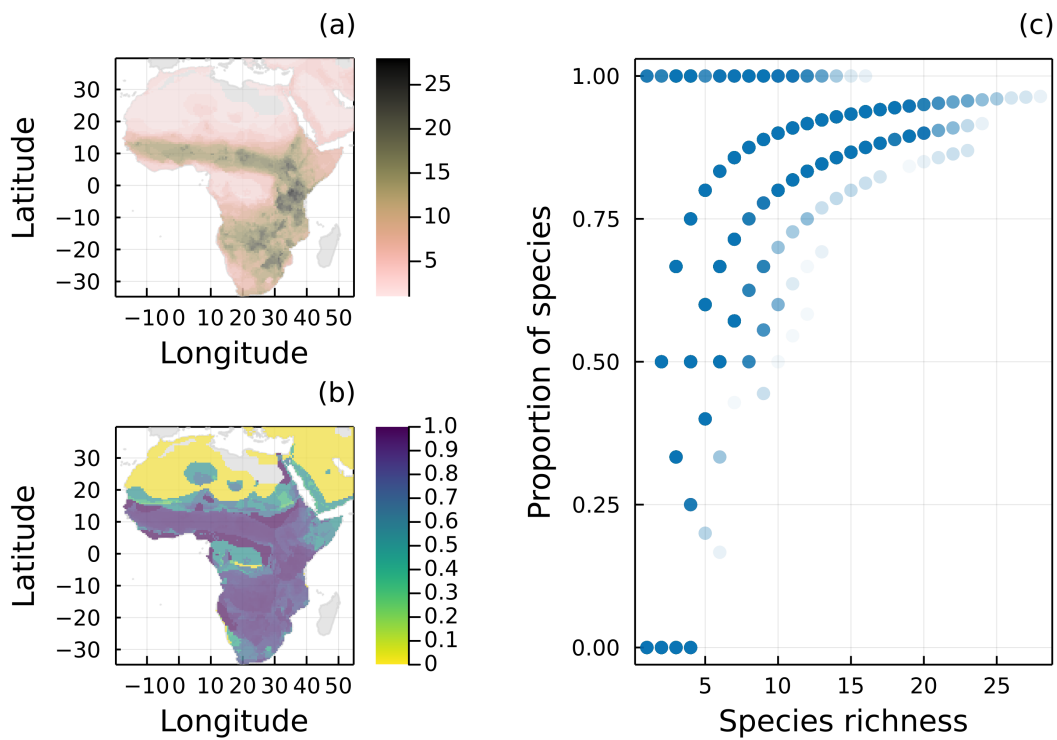 (a)
Latitude
30
20
10
0
−10
−20
−30
−10 0 10 20 30 40 50
Longitude
25
20
15
10
5
(b)
Latitude
30
20
10
0
−10
−20
−30
−10 0 10 20 30 40 50
Longitude
1.0
0.9
0.8
0.7
0.6
0.5
0.4
0.3
0.2
0.1
0
(c)
Proportion of species
1.00
0.75
0.50
0.25
0.00
5 10 15 20 25
Species richness